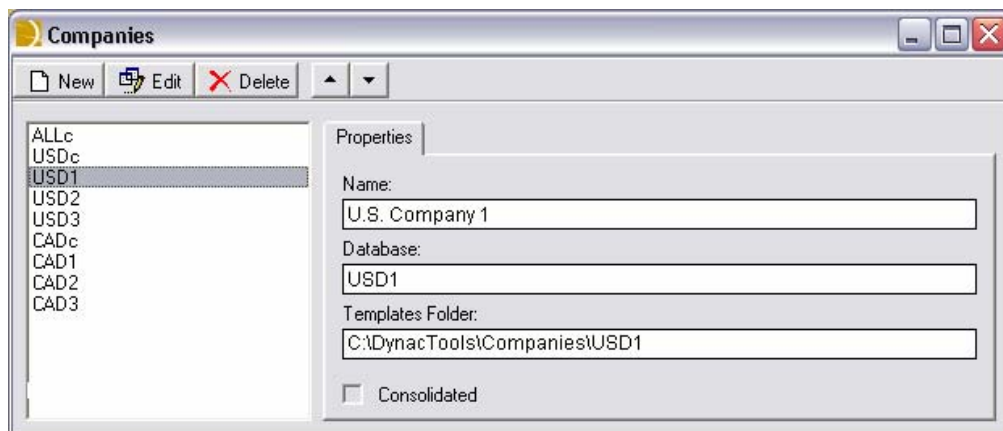 Companies
New Edit Delete
ALLc
USDc
USD1
USD2
USD3
CADc
CAD1
CAD2
CAD3
Properties
Name:
U.S. Company 1
Database:
USD1
Templates Folder:
C:\DynacTools\Companies\USD1
Consolidated